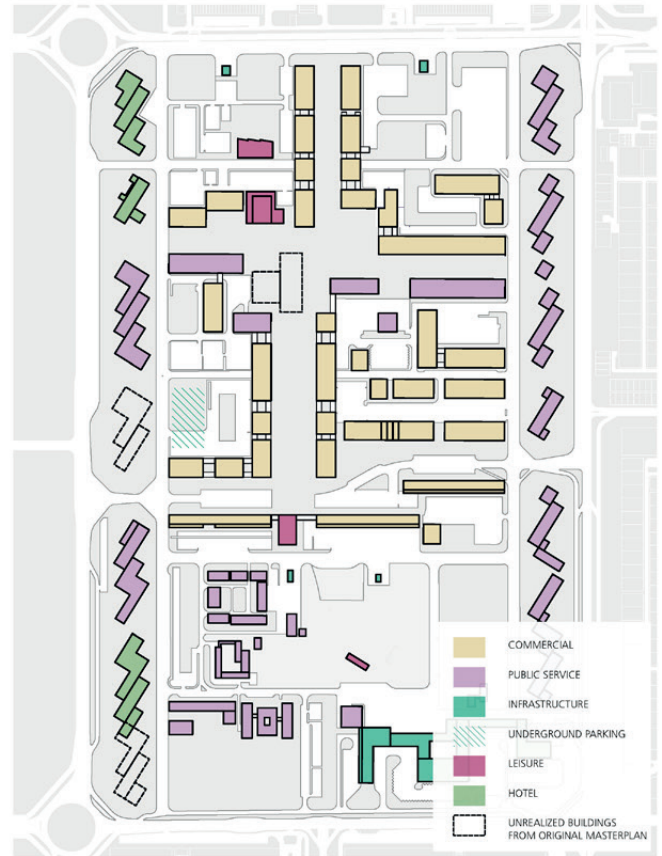 COMMERCIAL
PUBLIC SERVICE
INFRASTRUCTURE
UNDERGROUND PARKING
LEISURE
HOTEL
UNREALIZED BUILDINGS
FROM ORIGINAL MASTERPLAN